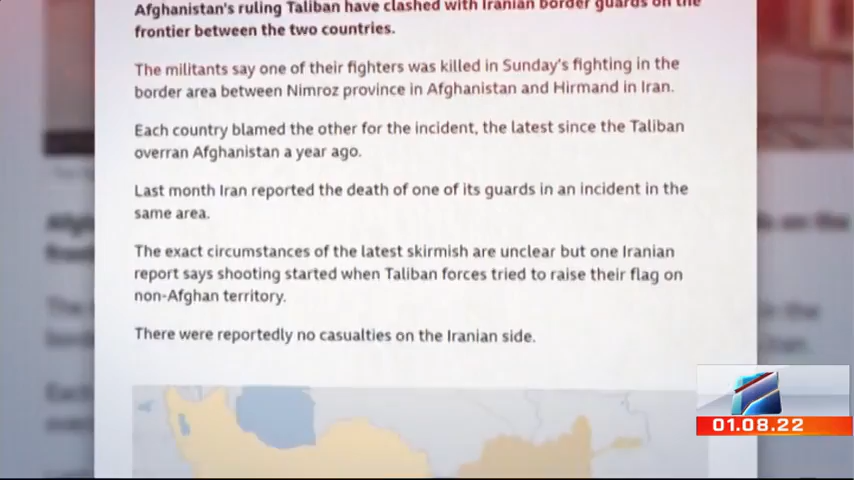 Afghanistan's ruling Taliban have clashed with Iranian border guards on the
frontier between the two countries.
The militants say one of their fighters was killed in Sunday's fighting in the
border area between Nimroz province in Afghanistan and Hirmand in Iran.
Each country blamed the other for the incident, the latest since the Taliban
overran Afghanistan a year ago.
Last month Iran reported the death of one of its guards in an incident in the
same area.
The exact circumstances of the latest skirmish are unclear but one Iranian
report says shooting started when Taliban forces tried to raise their flag on
non-Afghan territory.
There were reportedly no casualties on the Iranian side.
01.08.22